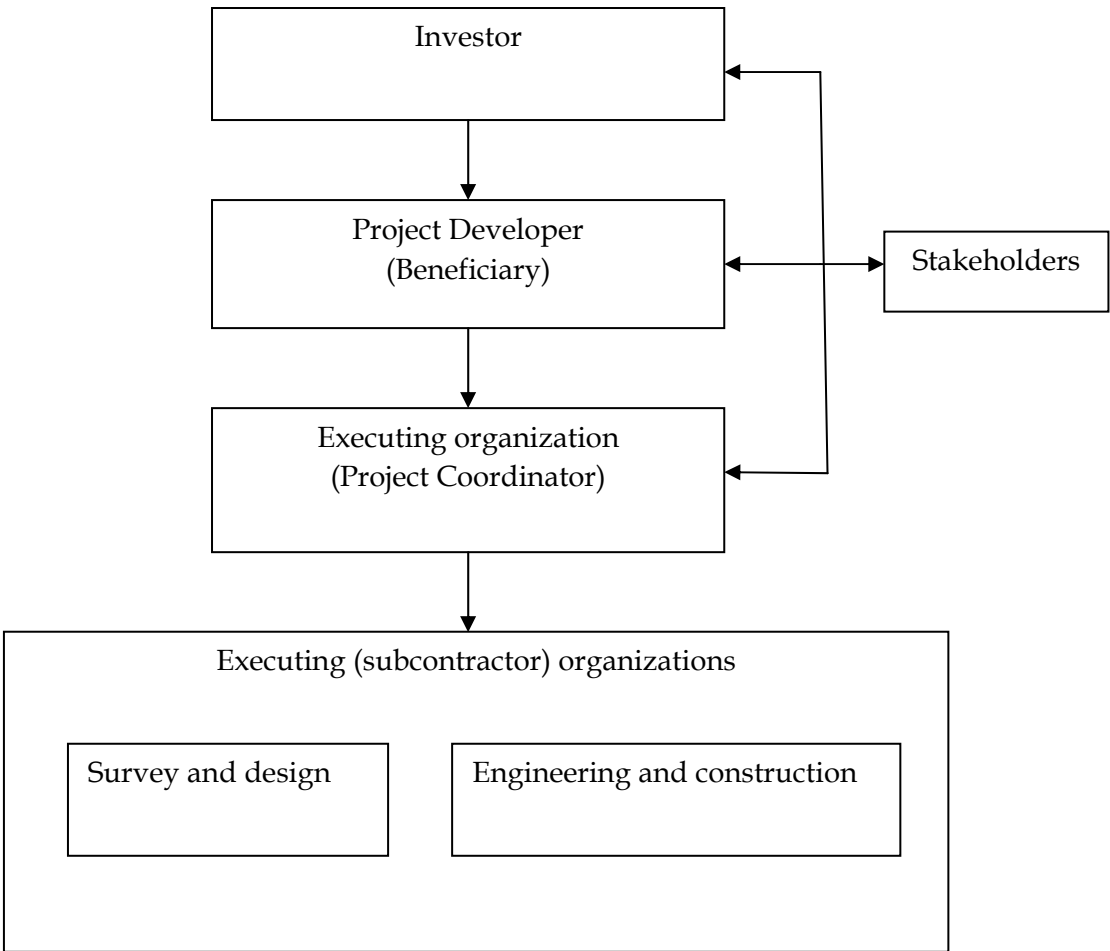 Investor
Project Developer
(Beneficiary)
Stakeholders
Executing organization
(Project Coordinator)
Executing (subcontractor) organizations
Survey and design
Engineering and construction